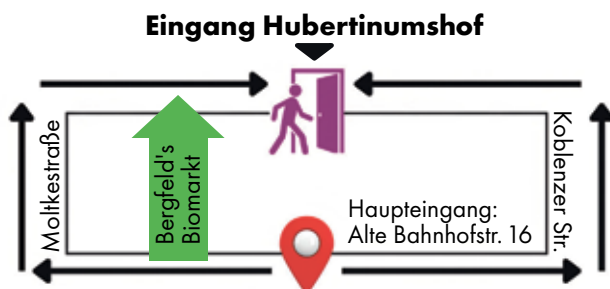 Eingang Hubertinumshof
Moltkestraße
Bergfeld's
Biomarkt
Koblenzer Str.
Haupteingang:
Alte Bahnhofstr. 16